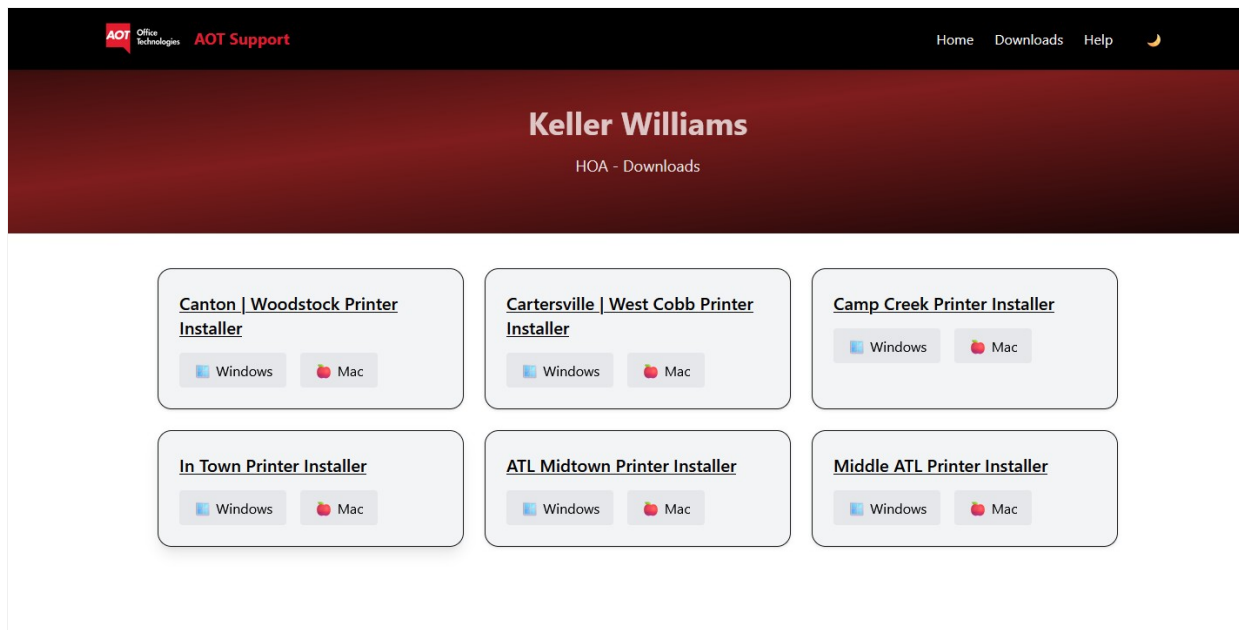 AOT Office Technologies AOT Support Home Downloads Help
Keller Williams
HOA - Downloads
Canton | Woodstock Printer
Installer
Windows Mac
Cartersville | West Cobb Printer
Installer
Windows Mac
Camp Creek Printer Installer
Windows Mac
In Town Printer Installer
Windows Mac
ATL Midtown Printer Installer
Windows Mac
Middle ATL Printer Installer
Windows Mac